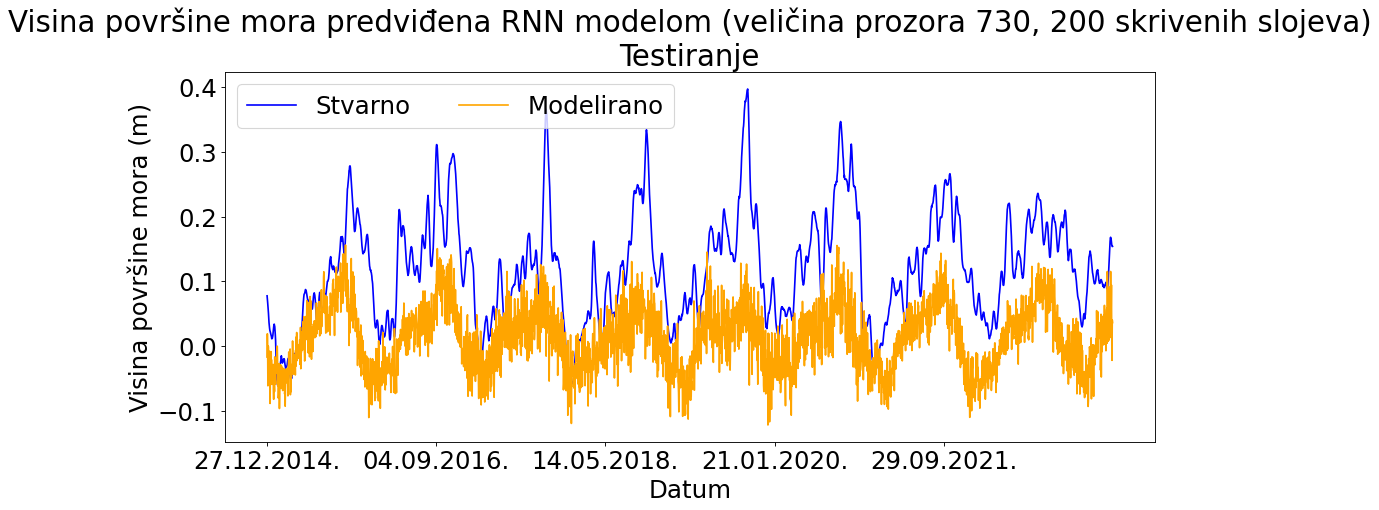 Visina površine mora predviđena RNN modelom (veličina prozora 730, 200 skrivenih slojeva)
Testiranje
Stvarno Modelirano
Visina površine mora (m)
0.4
0.3
0.2
0.1
0.0
−0.1
27.12.2014. 04.09.2016. 14.05.2018. 21.01.2020. 29.09.2021.
Datum